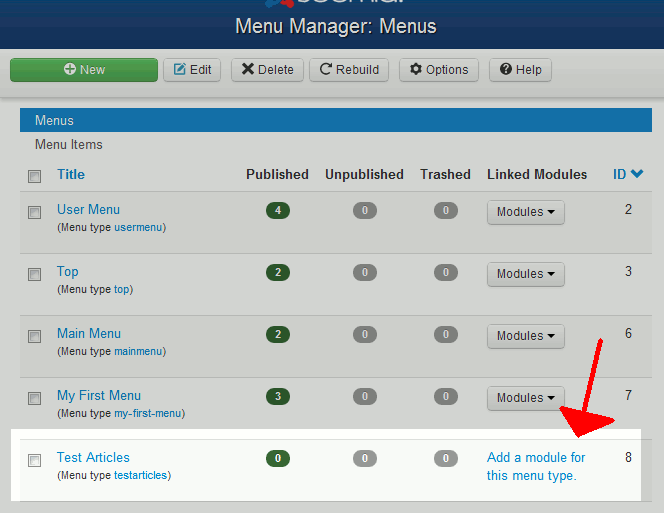 Menu Manager: Menus
New Edit Delete Rebuild Options Help
Menus
Menu Items
Title Published Unpublished Trashed Linked Modules ID
User Menu 4 0 0 Modules 2
(Menu type usermenu)
Top 2 0 0 Modules 3
(Menu type top)
Main Menu 2 0 0 Modules 6
(Menu type mainmenu)
My First Menu 3 0 0 Modules 7
(Menu type my-first-menu)
Test Articles 0 0 0 Add a module for 8
(Menu type testarticles) this menu type.